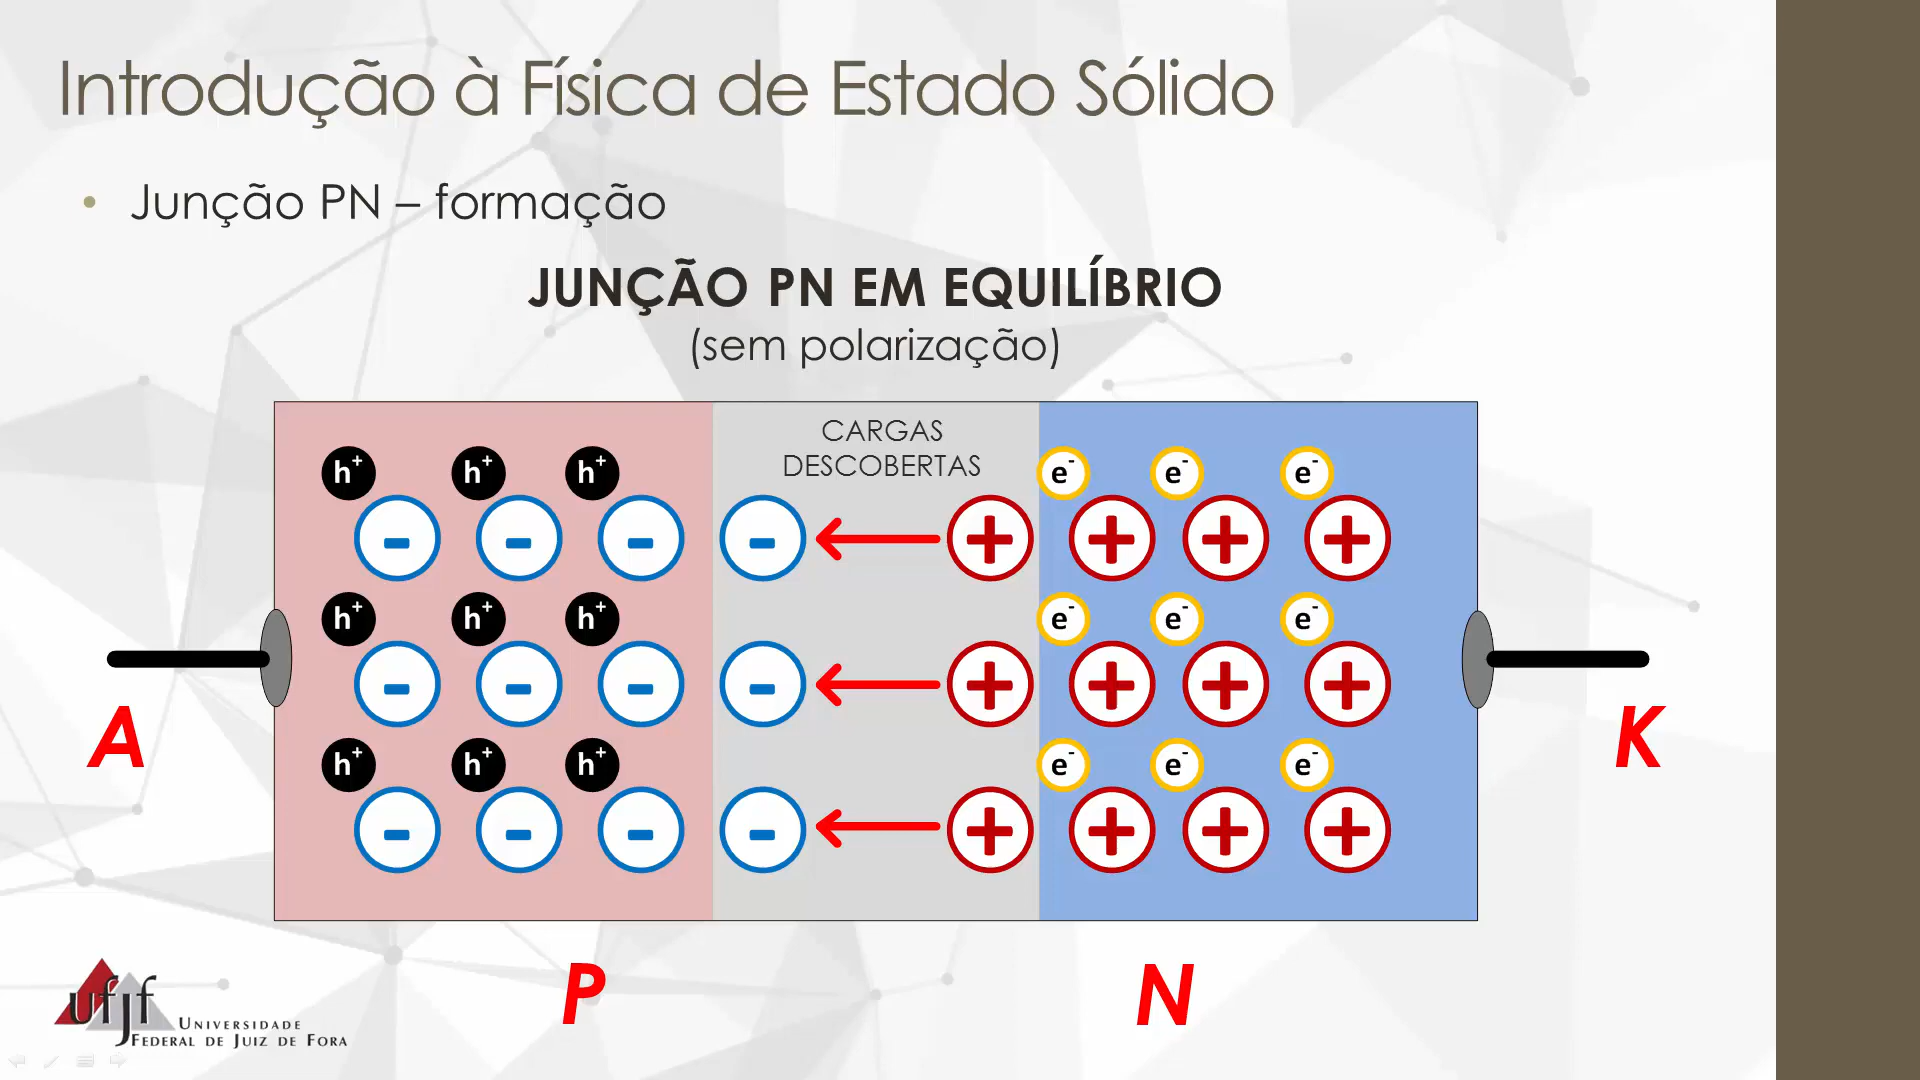 Introdução à Física de Estado Sólido
• Junção PN – formação
JUNÇÃO PN EM EQUILÍBRIO
(sem polarização)
CARGAS
DESCOBERTAS
h+ h+ h+ e- e- e-
- - - - + + + +
h+ h+ h+ e- e- e-
- - - - + + + +
A K
h+ h+ h+ e- e- e-
- - - - + + + +
P N
ufjf
UNIVERSIDADE
FEDERAL DE JUIZ DE FORA